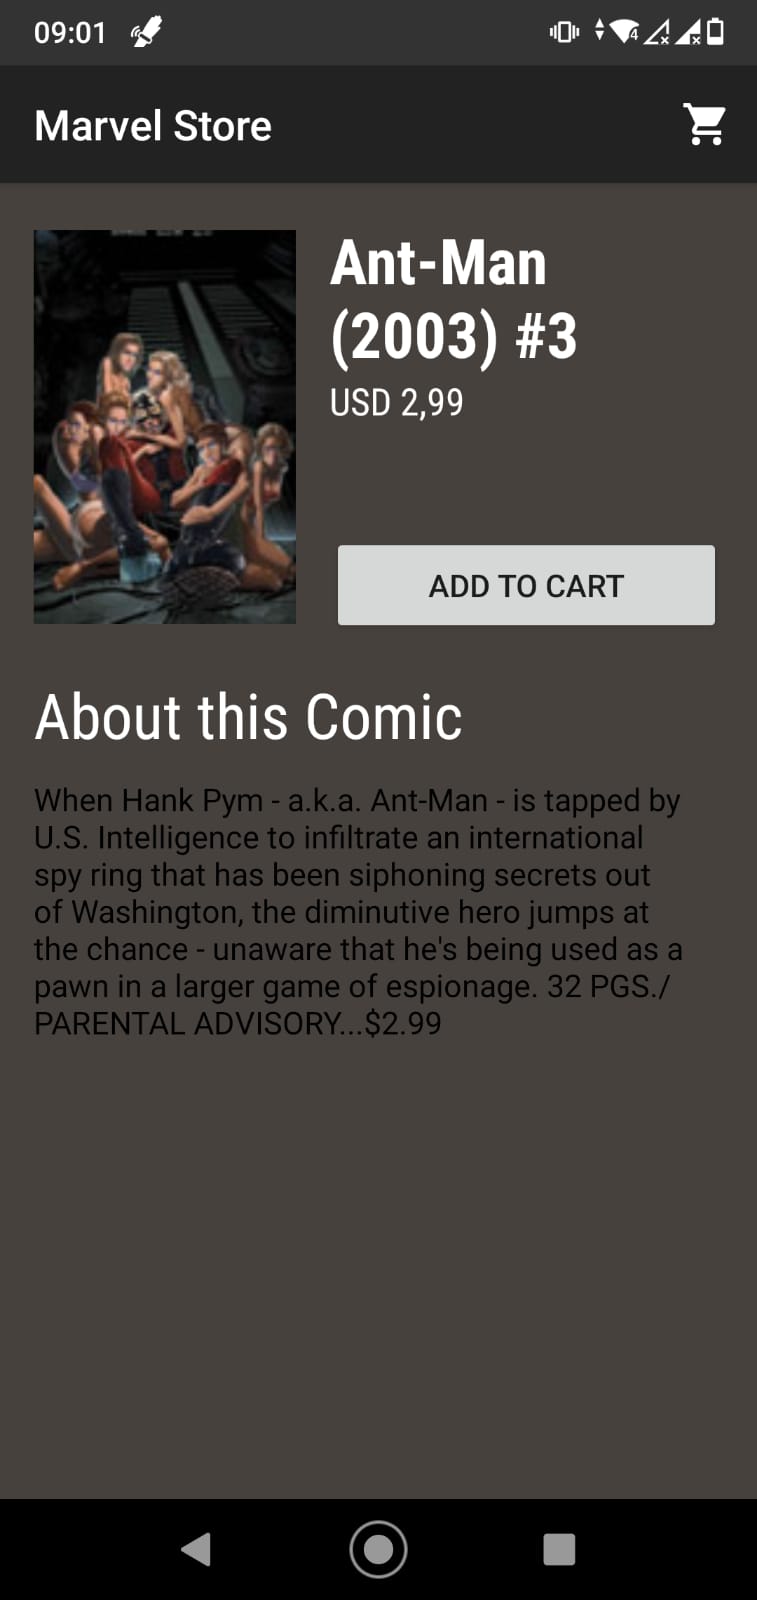 09:01
4
Marvel Store
Ant-Man
(2003) #3
USD 2,99
ADD TO CART
About this Comic
When Hank Pym - a.k.a. Ant-Man - is tapped by
U.S. Intelligence to infiltrate an international
spy ring that has been siphoning secrets out
of Washington, the diminutive hero jumps at
the chance - unaware that he's being used as a
pawn in a larger game of espionage. 32 PGS./
PARENTAL ADVISORY...$2.99